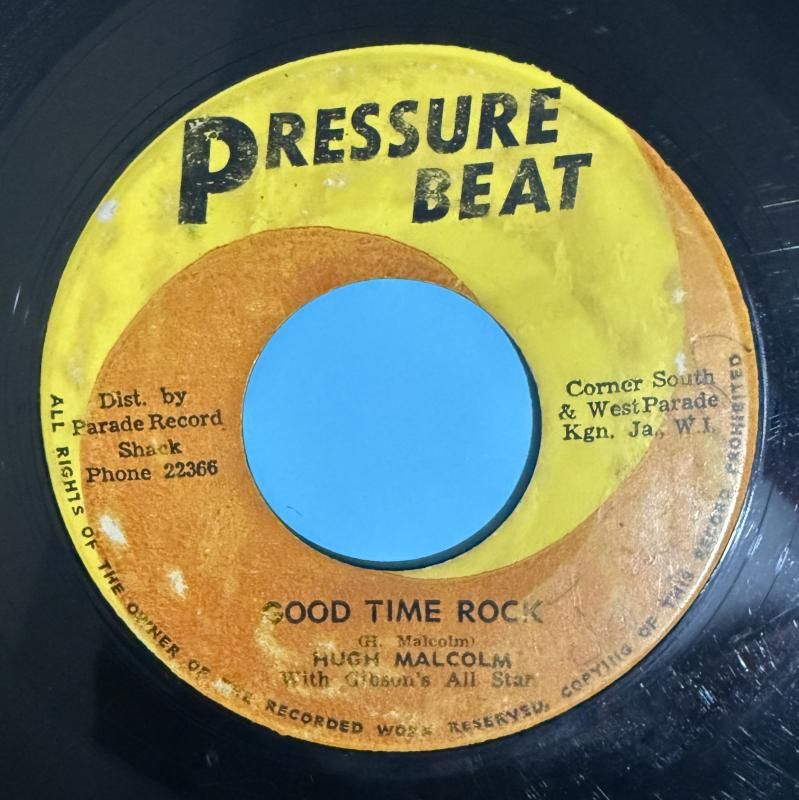 PRESSURE
BEAT
Dist. by
Parade Record
Shack
Phone 22366
Corner South
& West Parade
Kgn. Ja., W.I.
GOOD TIME ROCK
(H. Malcolm)
HUGH MALCOLM
With Gibson's All Star
ALL RIGHTS OF THE OWNER OF THE RECORDED WORK RESERVED, COPYING OF THIS RECORD PROHIBITED